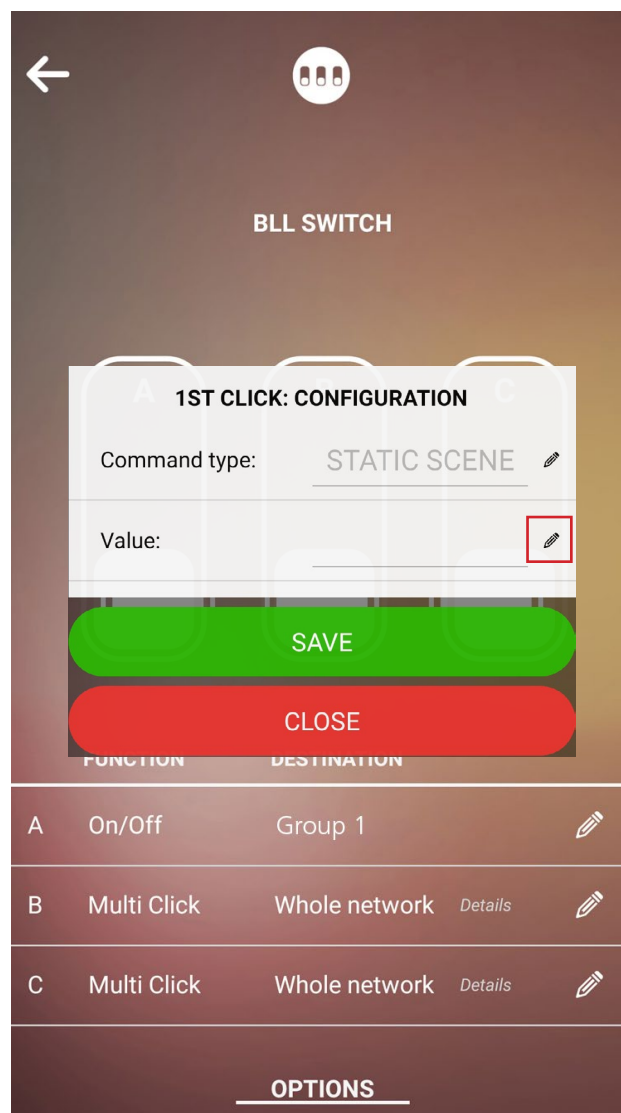 BLL SWITCH
A B C
1ST CLICK: CONFIGURATION
Command type: STATIC SCENE
Value:
SAVE
CLOSE
FUNCTION DESTINATION
A On/Off Group 1
B Multi Click Whole network Details
C Multi Click Whole network Details
OPTIONS